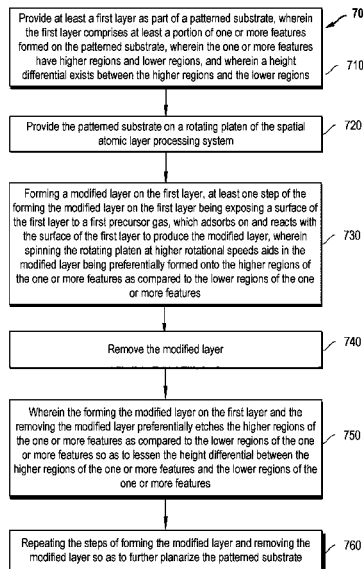 70
Provide at least a first layer as part of a patterned substrate, wherein
the first layer comprises at least a portion of one or more features
formed on the patterned substrate, wherein the one or more features
have higher regions and lower regions, and wherein a height
differential exists between the higher regions and the lower regions
710
Provide the patterned substrate on a rotating platen of the spatial
atomic layer processing system
720
Forming a modified layer on the first layer, at least one step of the
forming the modified layer on the first layer being exposing a surface of
the first layer to a first precursor gas, which adsorbs on and reacts with
the surface of the first layer to produce the modified layer, wherein
spinning the rotating platen at higher rotational speeds aids in the
modified layer being preferentially formed onto the higher regions of
the one or more features as compared to the lower regions of the one
or more features
730
Remove the modified layer
740
Wherein the forming the modified layer on the first layer and the
removing the modified layer preferentially etches the higher regions of
the one or more features as compared to the lower regions of the one
or more features so as to lessen the height differential between the
higher regions of the one or more features and the lower regions of the
one or more features
750
Repeating the steps of forming the modified layer and removing the
modified layer so as to further planarize the patterned substrate
760